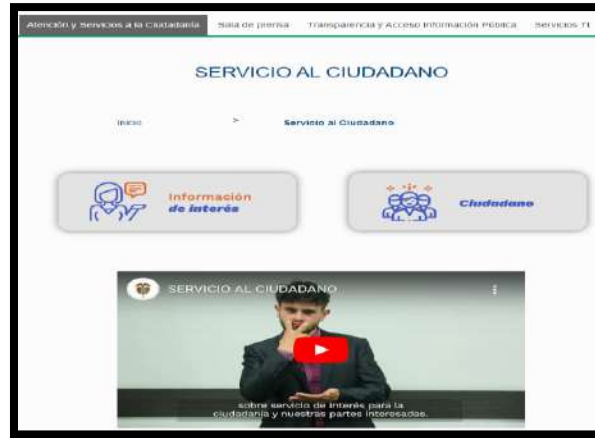 Atención y Servicios a la Ciudadanía Sala de prensa Transparencia y Acceso Información Pública Servicios TI
SERVICIO AL CIUDADANO
Inicio > Servicio al Ciudadano
Información
de interés
Ciudadano
SERVICIO AL CIUDADANO
sobre servicio de interés para la
ciudadanía y nuestras partes interesadas.